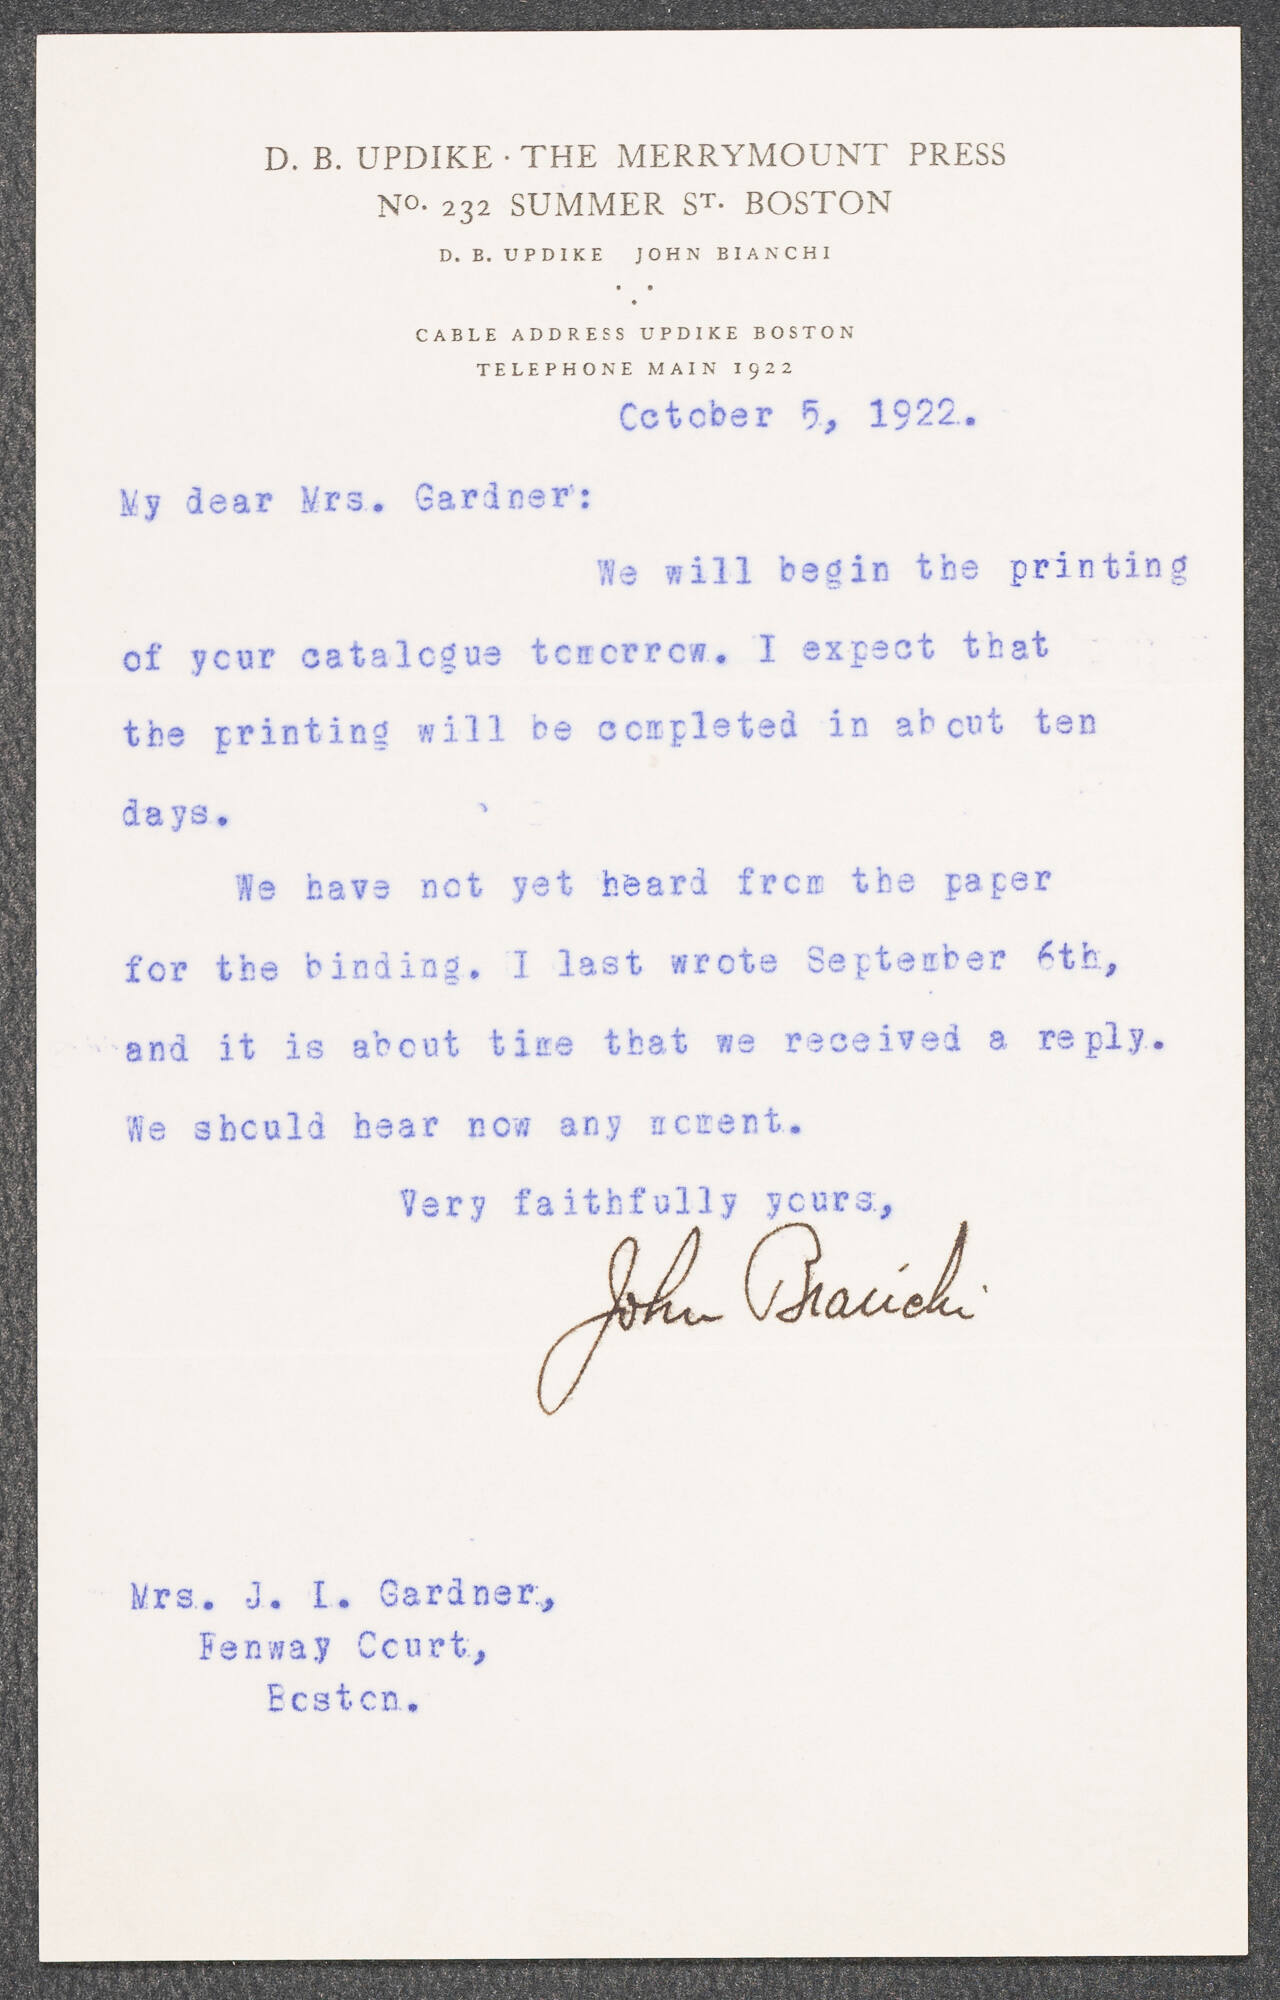 D. B. UPDIKE · THE MERRYMOUNT PRESS
No. 232 SUMMER ST. BOSTON
D. B. UPDIKE JOHN BIANCHI
CABLE ADDRESS UPDIKE BOSTON
TELEPHONE MAIN 1922
October 5, 1922.
My dear Mrs. Gardner:
We will begin the printing
of your catalogue tomorrow. I expect that
the printing will be completed in about ten
days.
We have not yet heard from the paper
for the binding. I last wrote September 6th,
and it is about time that we received a reply.
We should hear now any moment.
Very faithfully yours,
John Bianchi
Mrs. J. L. Gardner,
Fenway Court,
Boston.